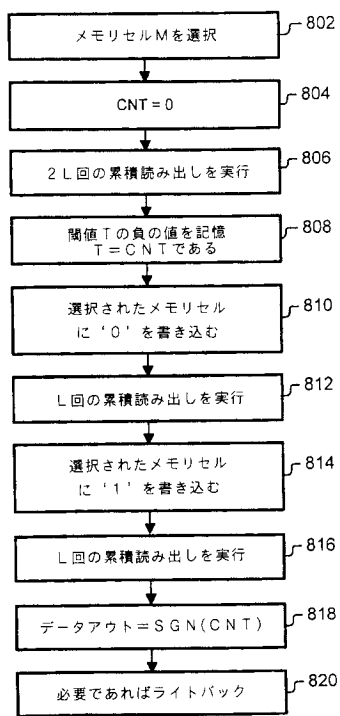 メモリセルMを選択
802
CNT=0
804
2L回の累積読み出しを実行
806
閾値Tの負の値を記憶
T=CNTである
808
選択されたメモリセル
に'0'を書き込む
810
L回の累積読み出しを実行
812
選択されたメモリセル
に'1'を書き込む
814
L回の累積読み出しを実行
816
データアウト=SGN(CNT)
818
必要であればライトバック
820